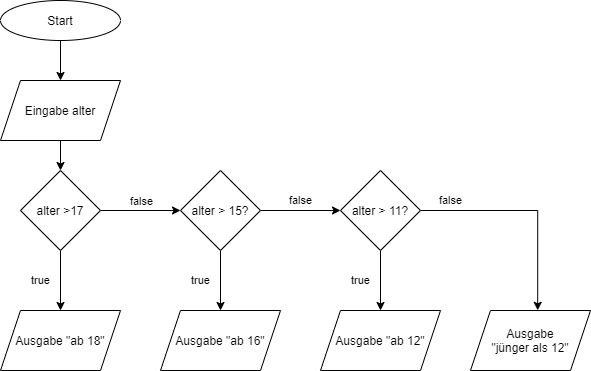 Start
Eingabe alter
alter >17
false
alter > 15?
false
alter > 11?
false
true
true
true
Ausgabe "ab 18"
Ausgabe "ab 16"
Ausgabe "ab 12"
Ausgabe
"jünger als 12"